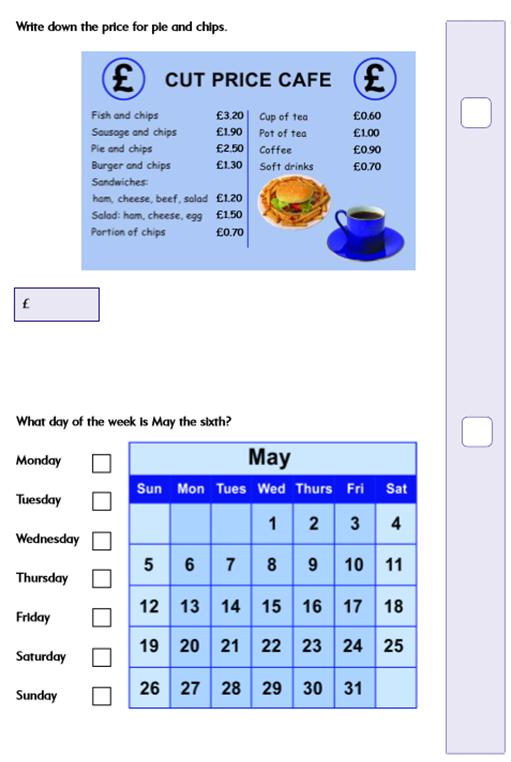 Write down the price for pie and chips.
£ CUT PRICE CAFE £
Fish and chips £3.20
Sausage and chips £1.90
Pie and chips £2.50
Burger and chips £1.30
Sandwiches:
ham, cheese, beef, salad £1.20
Salad: ham, cheese, egg £1.50
Portion of chips £0.70
Cup of tea £0.60
Pot of tea £1.00
Coffee £0.90
Soft drinks £0.70
£
What day of the week is May the sixth?
Monday
Tuesday
Wednesday
Thursday
Friday
Saturday
Sunday
May
Sun Mon Tues Wed Thurs Fri Sat
1 2 3 4
5 6 7 8 9 10 11
12 13 14 15 16 17 18
19 20 21 22 23 24 25
26 27 28 29 30 31